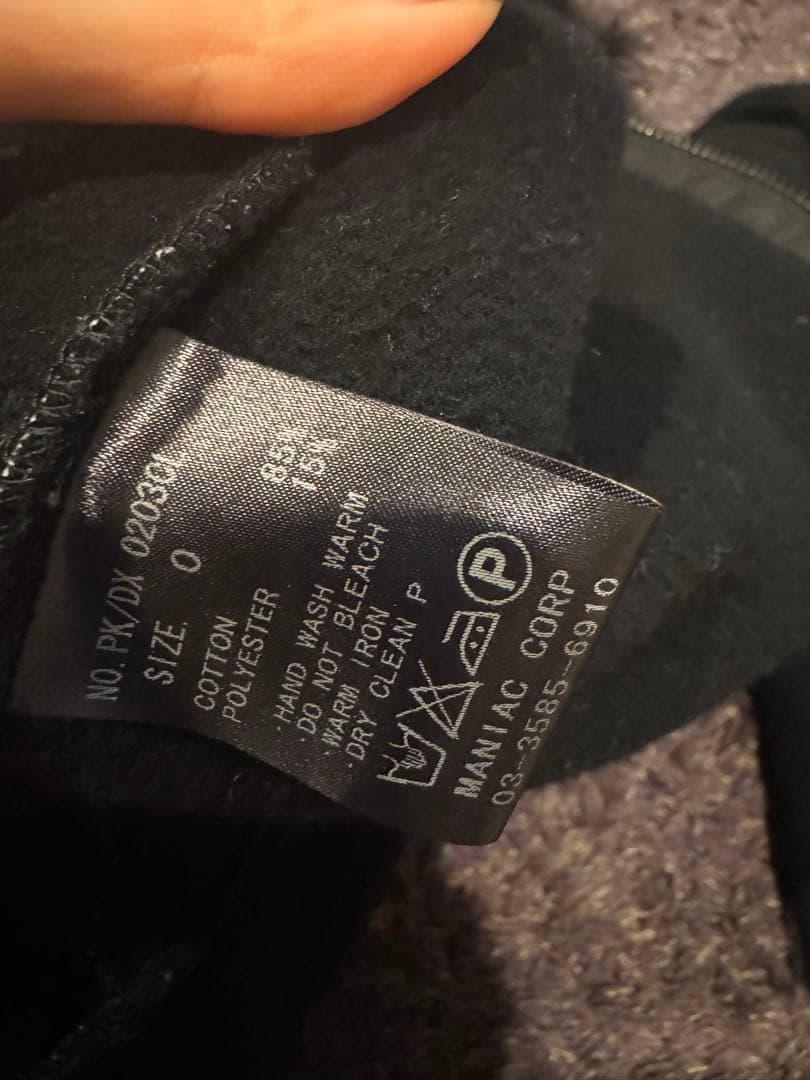 NO. PK/DX 02030L
SIZE. 0
COTTON 85%
POLYESTER 15%
·HAND WASH WARM
·DO NOT BLEACH
·WARM IRON
·DRY CLEAN P
P
MANIAC CORP
03-3585-6910